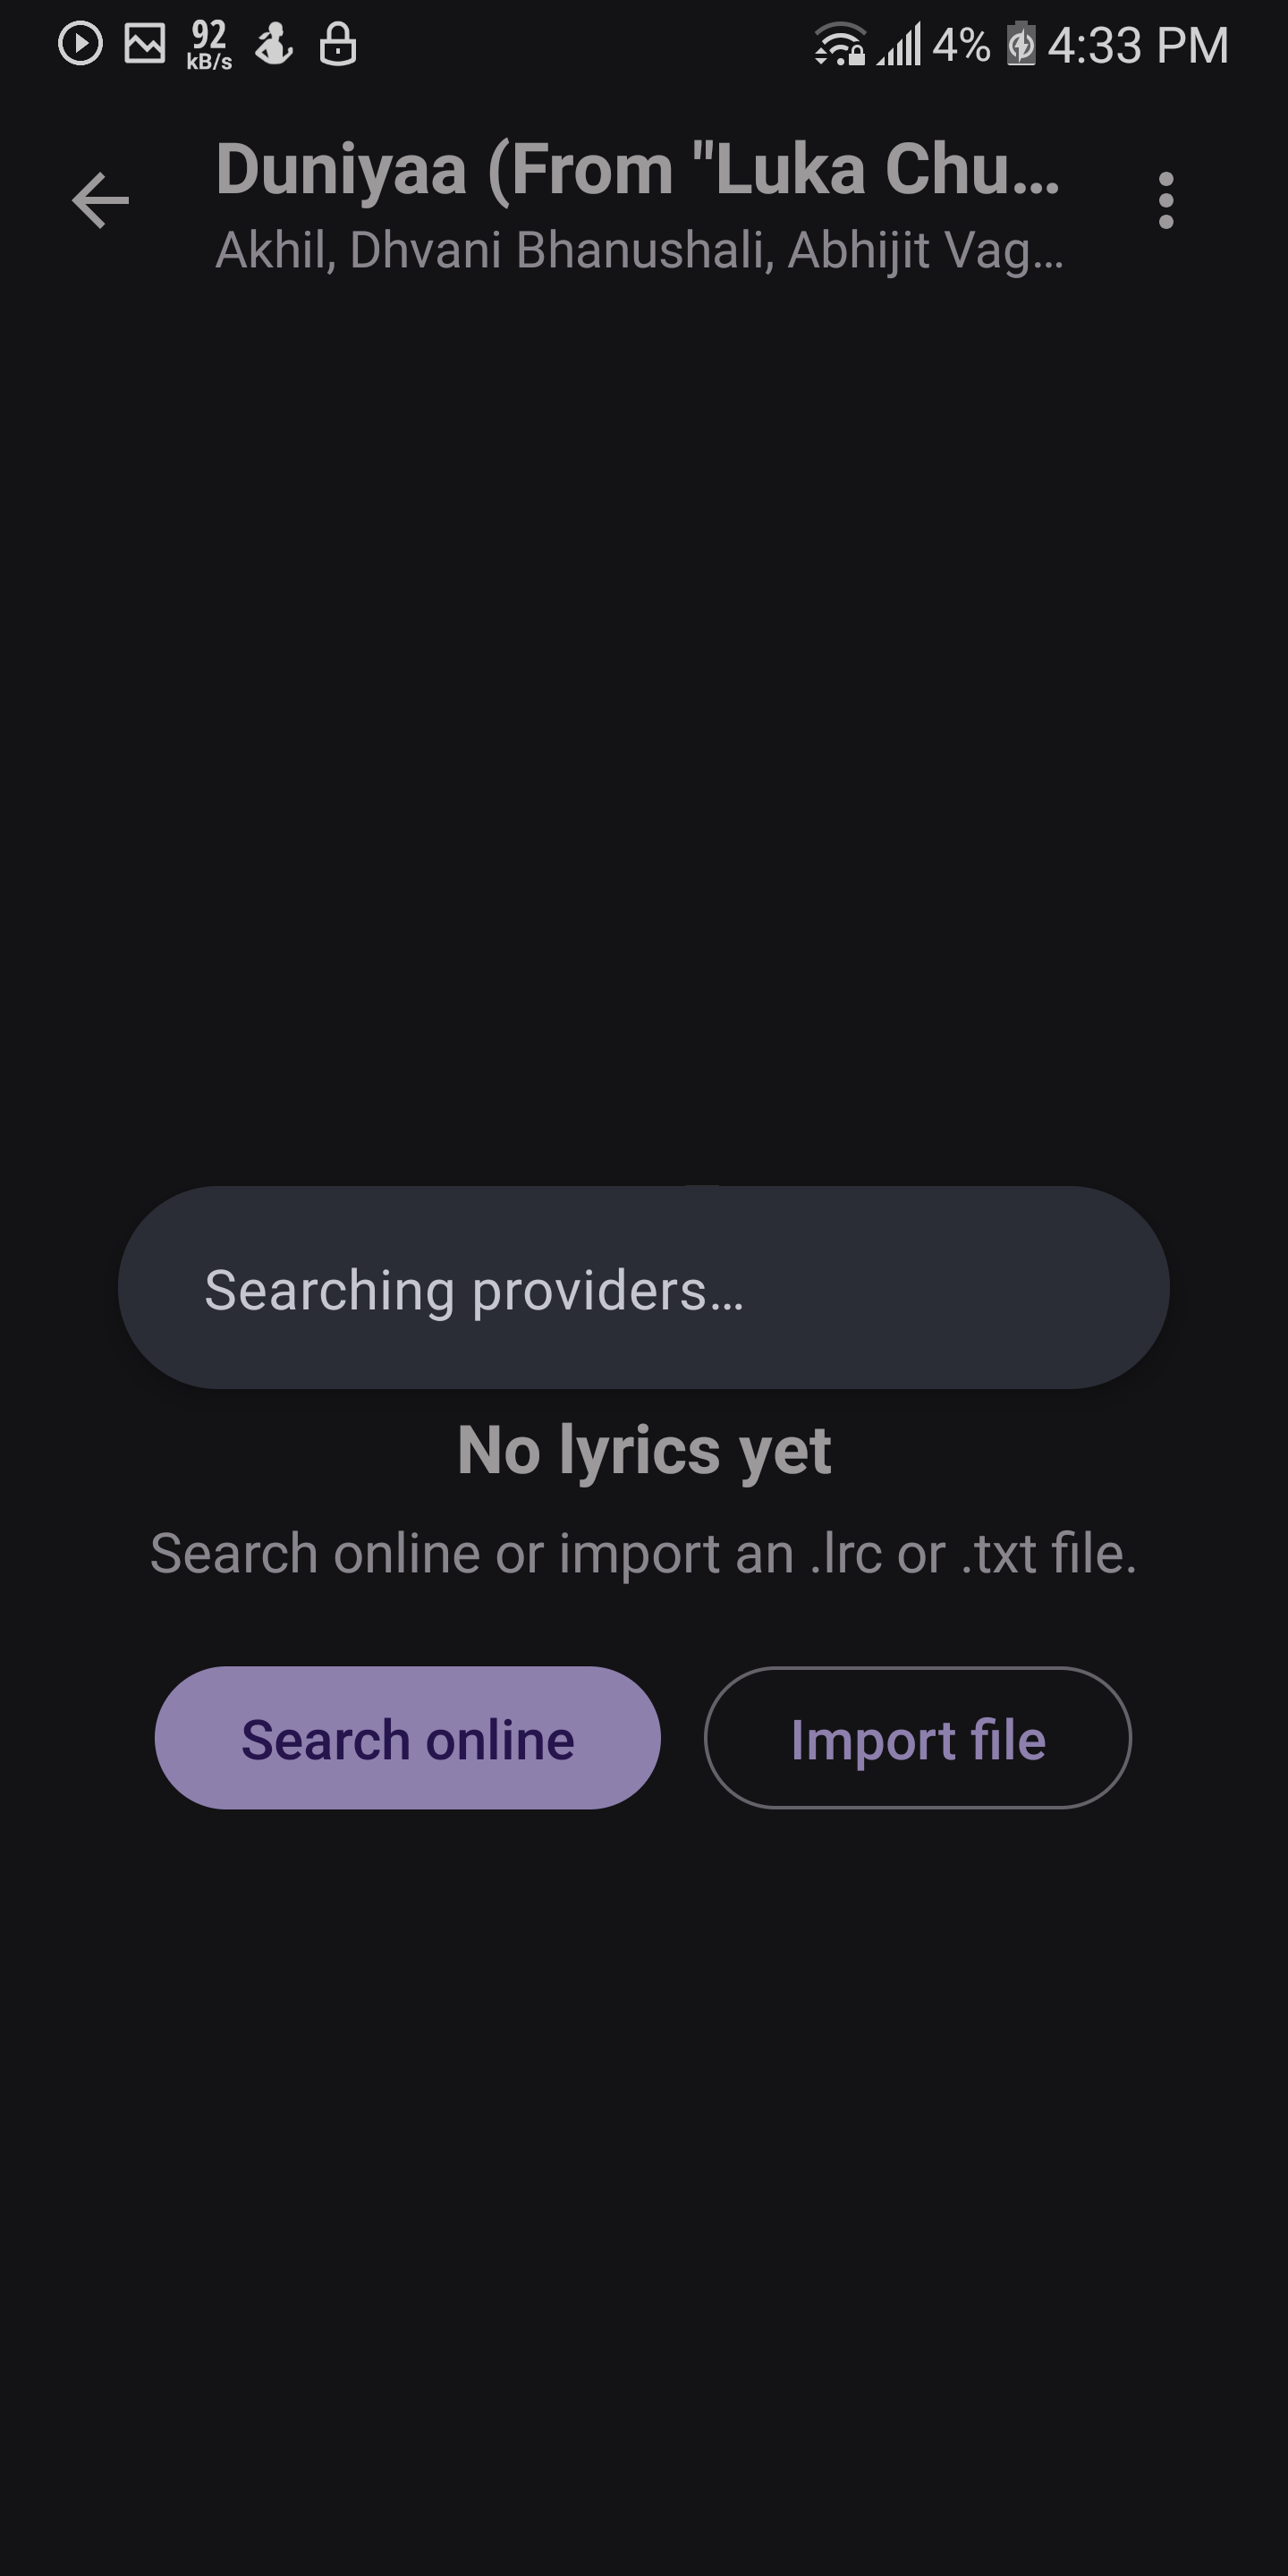 92
kB/s
4%
4:33 PM
Duniyaa (From "Luka Chu...
Akhil, Dhvani Bhanushali, Abhijit Vag...
Searching providers...
No lyrics yet
Search online or import an .lrc or .txt file.
Search online
Import file